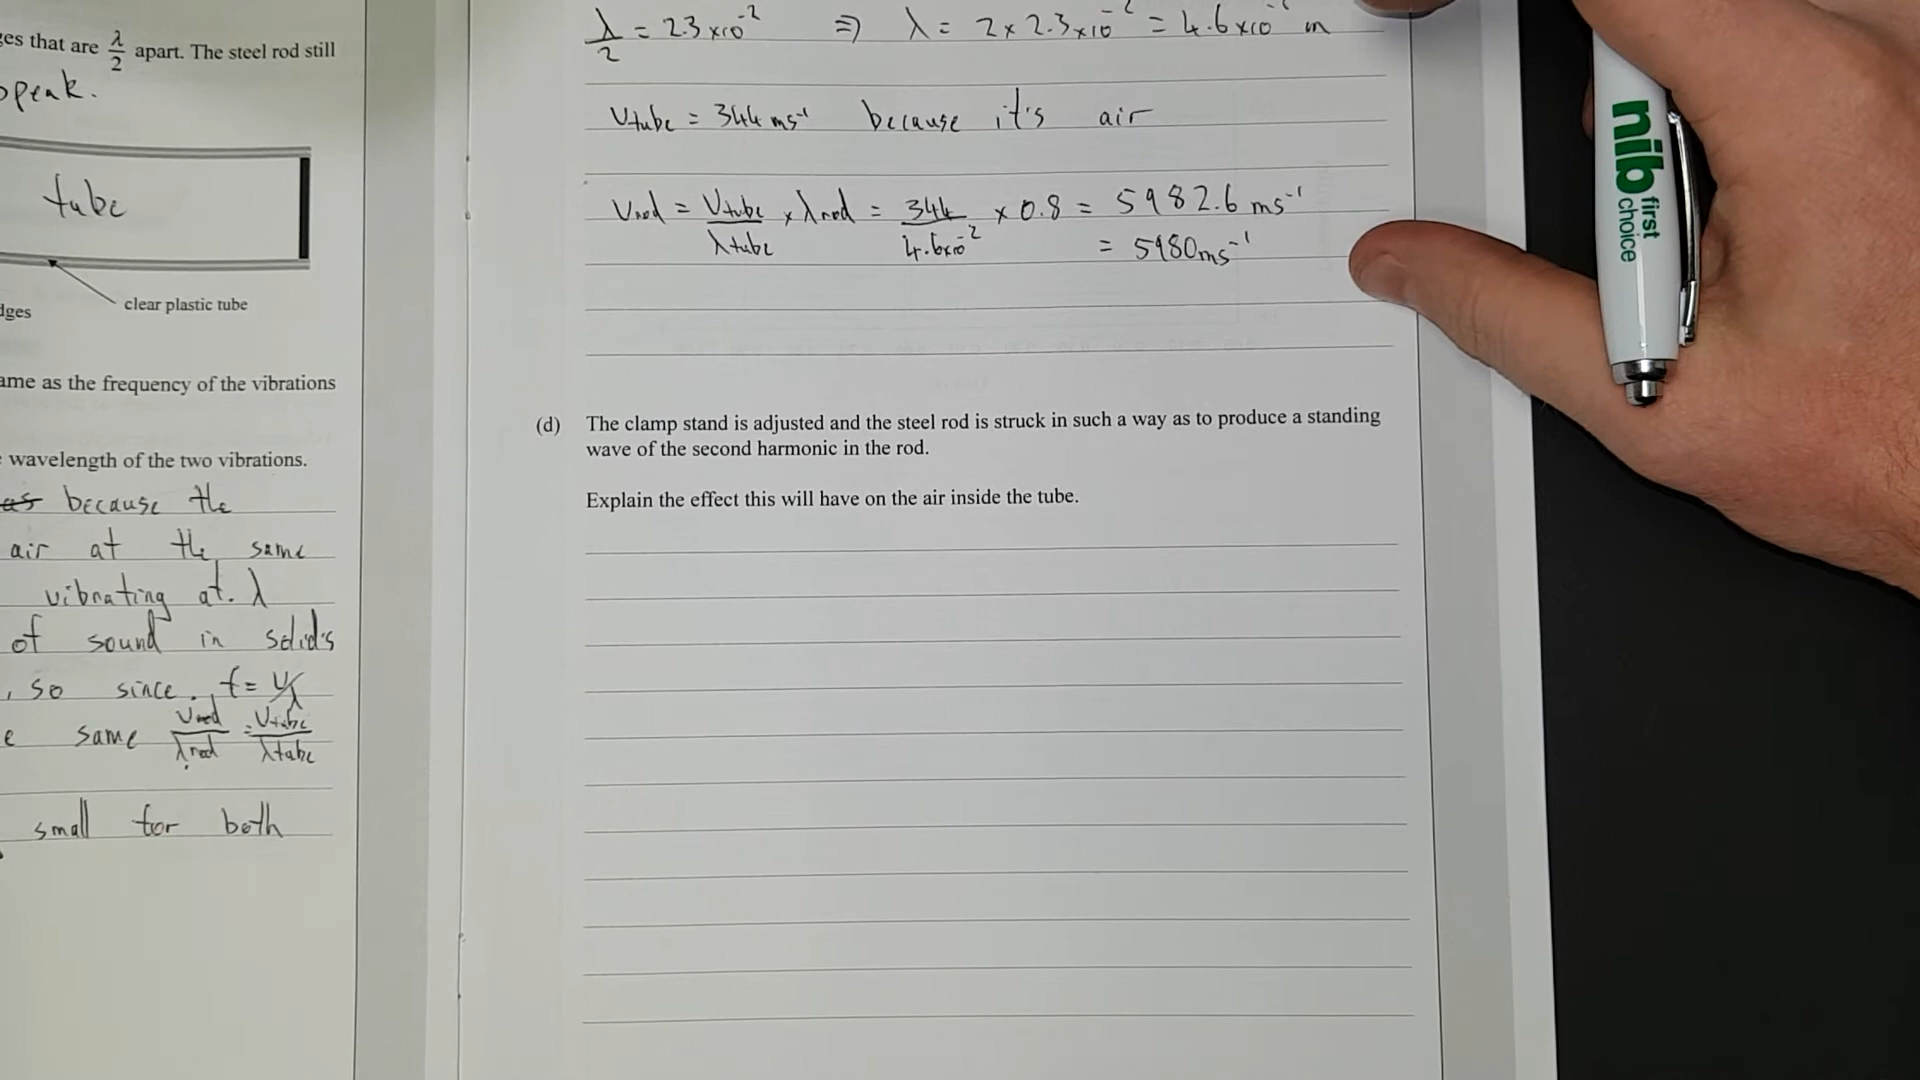 ges that are λ/2 apart. The steel rod still
peak.
tube
clear plastic tube
dges
ame as the frequency of the vibrations
wavelength of the two vibrations.
as because the
air at the same
vibrating at. λ
of sound in solids
, so since, f = v/λ
e same Vrod/λrod = Vtube/λtube
small for both
λ/2 = 2.3 × 10⁻² ⇒ λ = 2 × 2.3 × 10⁻² = 4.6 × 10⁻² m
Vtube = 344 ms⁻¹ because it's air
Vrod = Vtube/λtube × λrod = 344/4.6×10⁻² × 0.8 = 5982.6 ms⁻¹
= 5980 ms⁻¹
(d) The clamp stand is adjusted and the steel rod is struck in such a way as to produce a standing
wave of the second harmonic in the rod.
Explain the effect this will have on the air inside the tube.
nib first choice